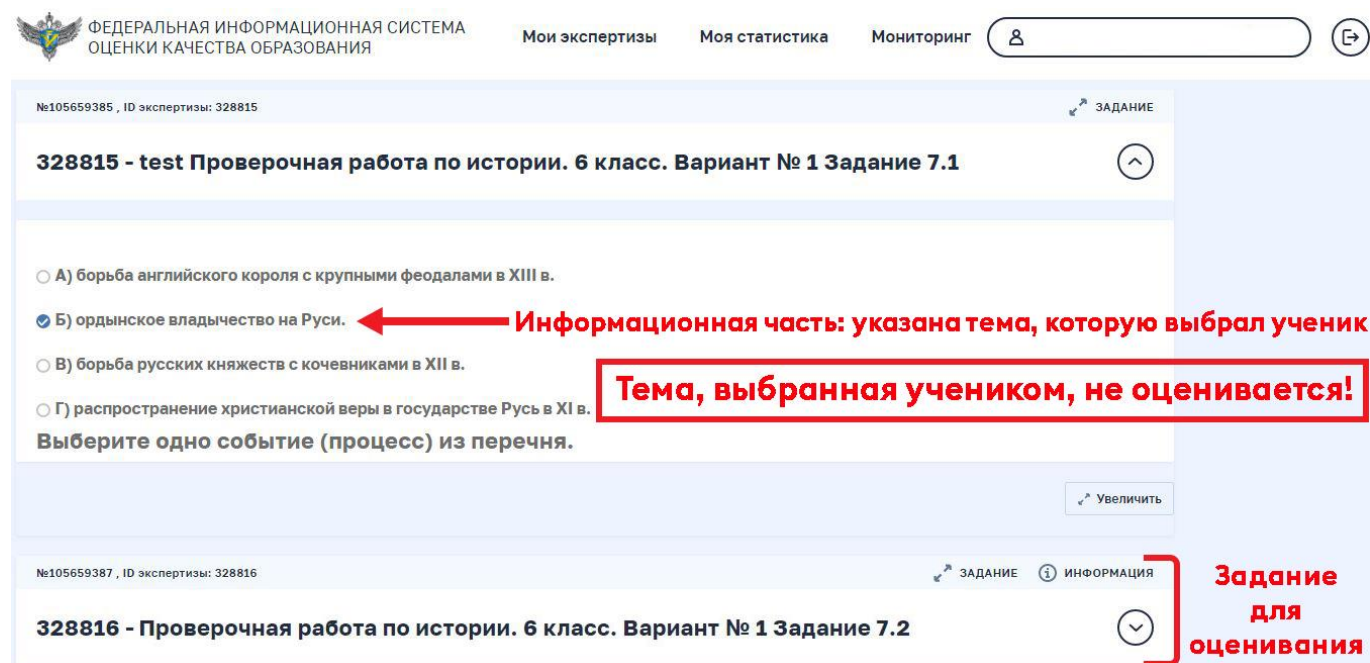 ФЕДЕРАЛЬНАЯ ИНФОРМАЦИОННАЯ СИСТЕМА
ОЦЕНКИ КАЧЕСТВА ОБРАЗОВАНИЯ
Мои экспертизы Моя статистика Мониторинг
№105659385 , ID экспертизы: 328815
ЗАДАНИЕ
328815 - test Проверочная работа по истории. 6 класс. Вариант № 1 Задание 7.1
А) борьба английского короля с крупными феодалами в XIII в.
Б) ордынское владычество на Руси.
Информационная часть: указана тема, которую выбрал ученик
В) борьба русских княжеств с кочевниками в XII в.
Тема, выбранная учеником, не оценивается!
Г) распространение христианской веры в государстве Русь в XI в.
Выберите одно событие (процесс) из перечня.
Увеличить
№105659387 , ID экспертизы: 328816
ЗАДАНИЕ ИНФОРМАЦИЯ
328816 - Проверочная работа по истории. 6 класс. Вариант № 1 Задание 7.2
Задание
для
оценивания